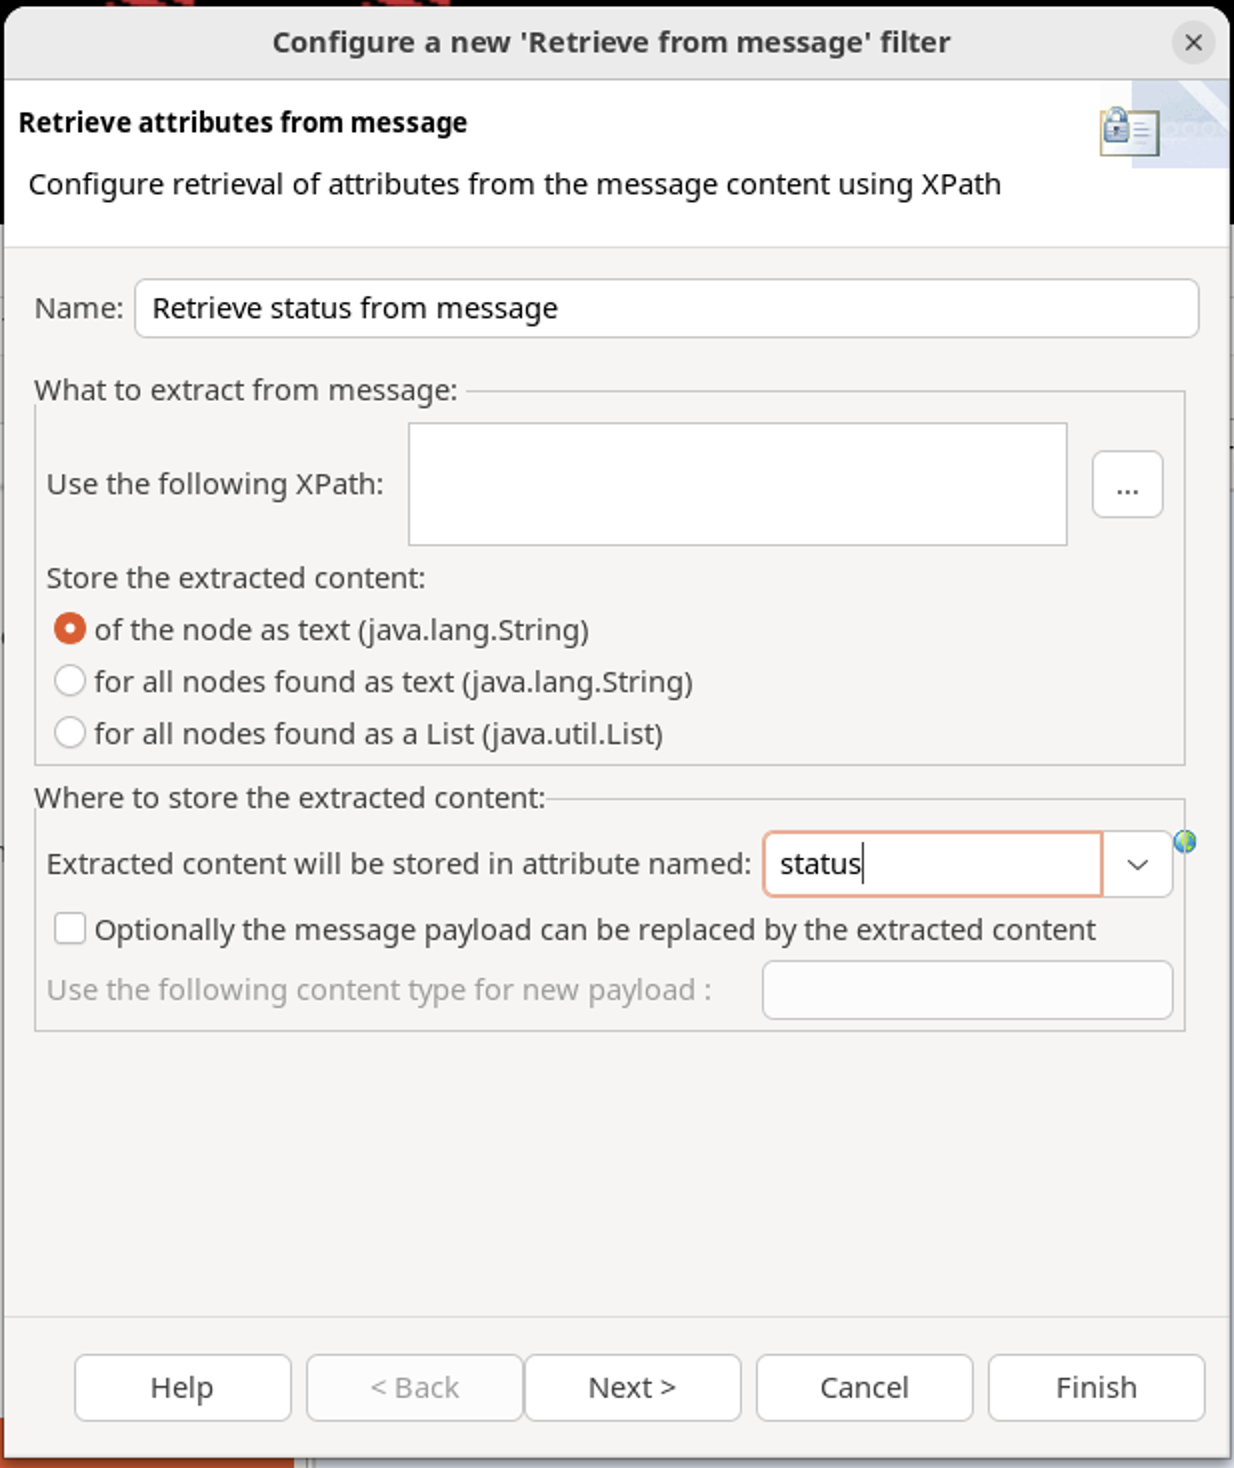 Configure a new 'Retrieve from message' filter
Retrieve attributes from message
Configure retrieval of attributes from the message content using XPath
Name: Retrieve status from message
What to extract from message:
Use the following XPath: ...
Store the extracted content:
of the node as text (java.lang.String)
for all nodes found as text (java.lang.String)
for all nodes found as a List (java.util.List)
Where to store the extracted content:
Extracted content will be stored in attribute named: status
Optionally the message payload can be replaced by the extracted content
Use the following content type for new payload :
Help < Back Next > Cancel Finish